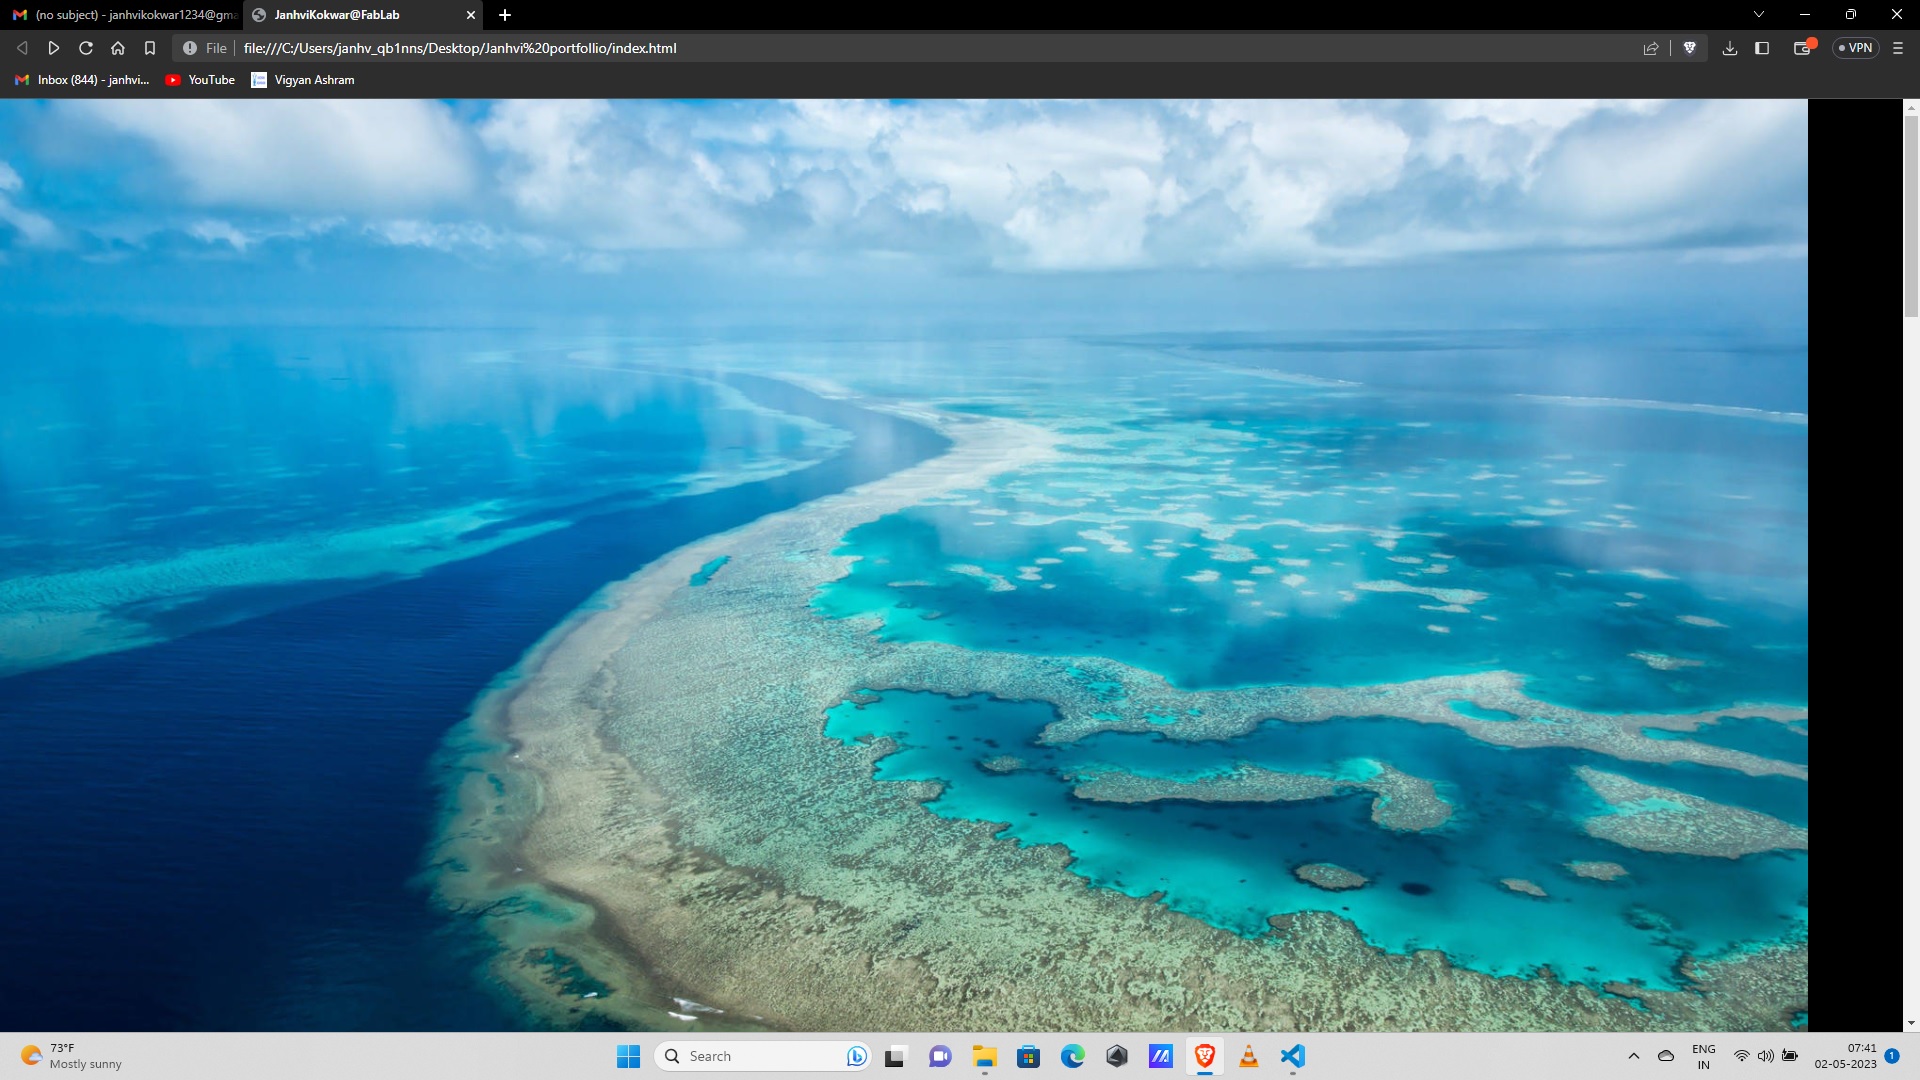 (no subject) - janhvikokwar1234@gma
JanhviKokwar@FabLab
File file:///C:/Users/janhv_qb1nns/Desktop/Janhvi%20portfollio/index.html
VPN
Inbox (844) - janhvi...
YouTube
Vigyan Ashram
73°F
Mostly sunny
Search
ENG
IN
07:41
02-05-2023
1